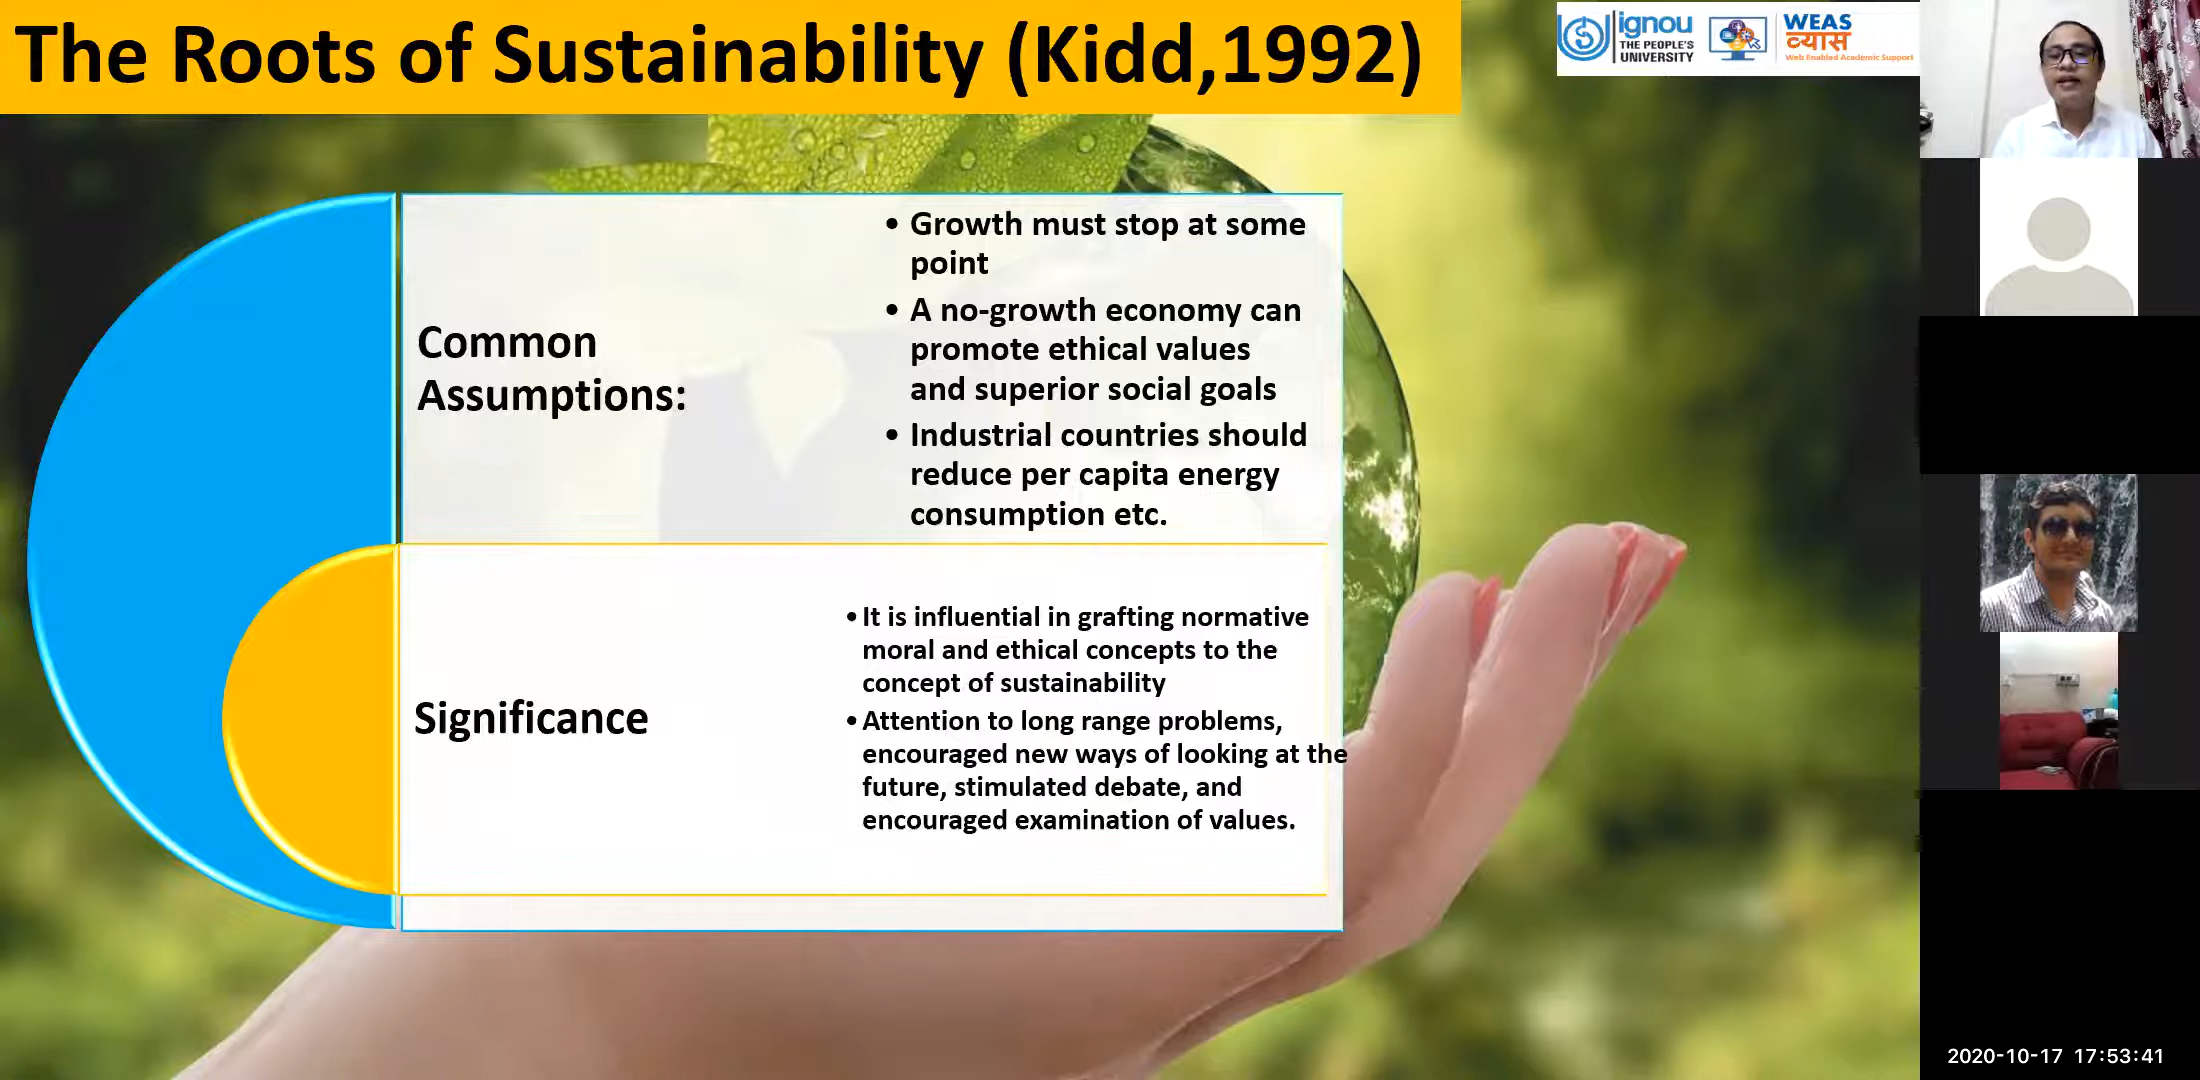 The Roots of Sustainability (Kidd,1992)
ignou
THE PEOPLE'S
UNIVERSITY
WEAS
व्यास
Web Enabled Academic Support
Common
Assumptions:
• Growth must stop at some
point
• A no-growth economy can
promote ethical values
and superior social goals
• Industrial countries should
reduce per capita energy
consumption etc.
Significance
• It is influential in grafting normative
moral and ethical concepts to the
concept of sustainability
• Attention to long range problems,
encouraged new ways of looking at the
future, stimulated debate, and
encouraged examination of values.
2020-10-17 17:53:41